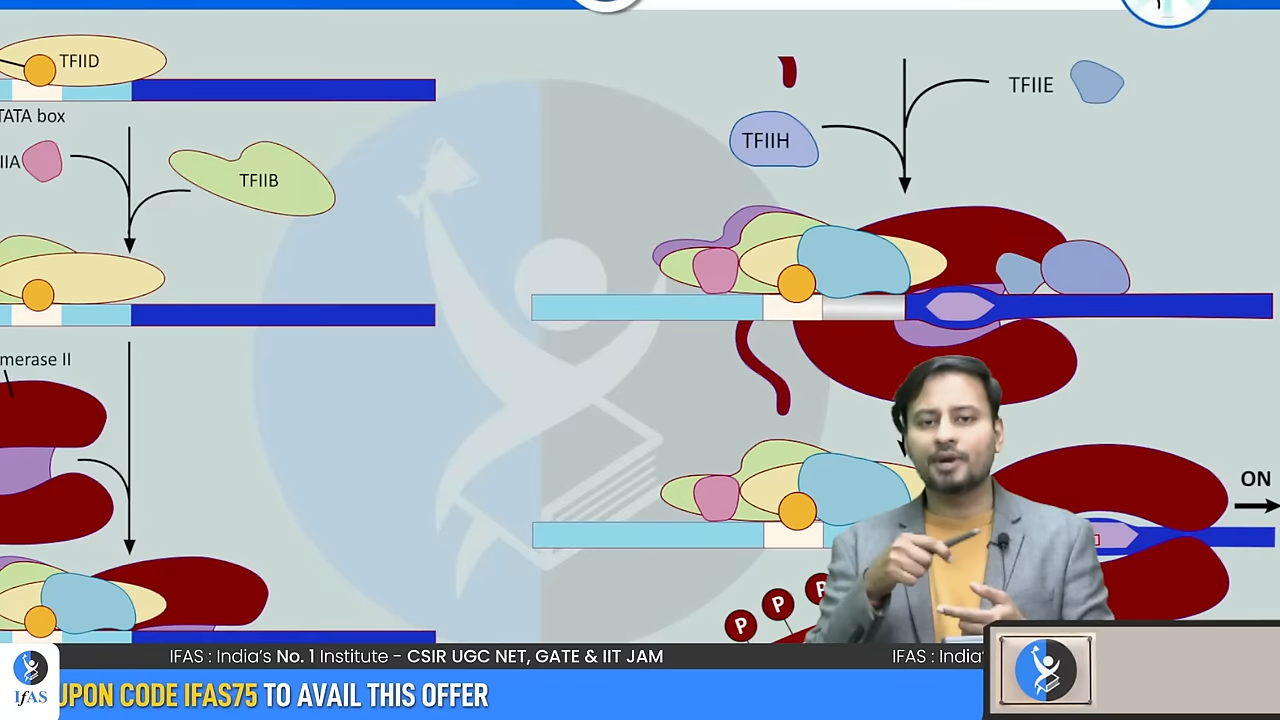 TFIID
TATA box
IIA
TFIIB
merase II
TFIIE
TFIIH
ON
P
P
P
IFAS : India's No. 1 Institute - CSIR UGC NET, GATE & IIT JAM
IFAS : India'
IfAS
UPON CODE IFAS75 TO AVAIL THIS OFFER